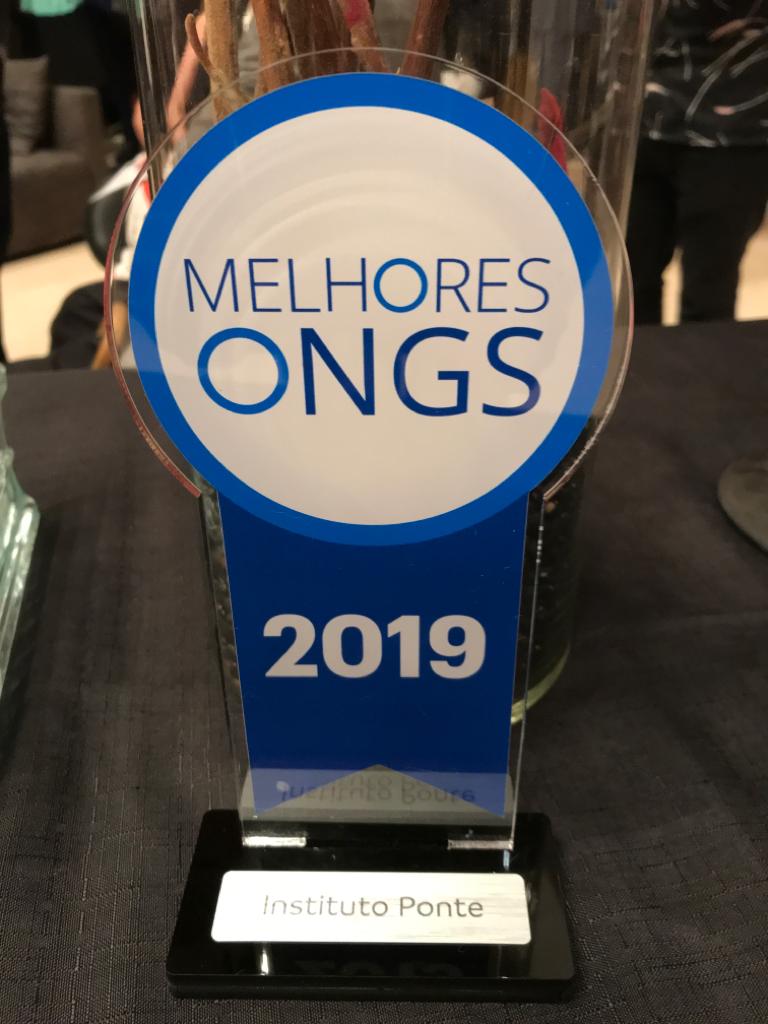 MELHORES
ONGS
2019
Instituto Ponte